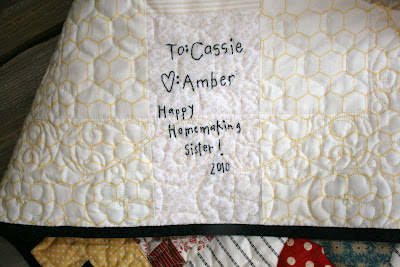 To: Cassie
♡: Amber
Happy
Homemaking
Sister!
2010